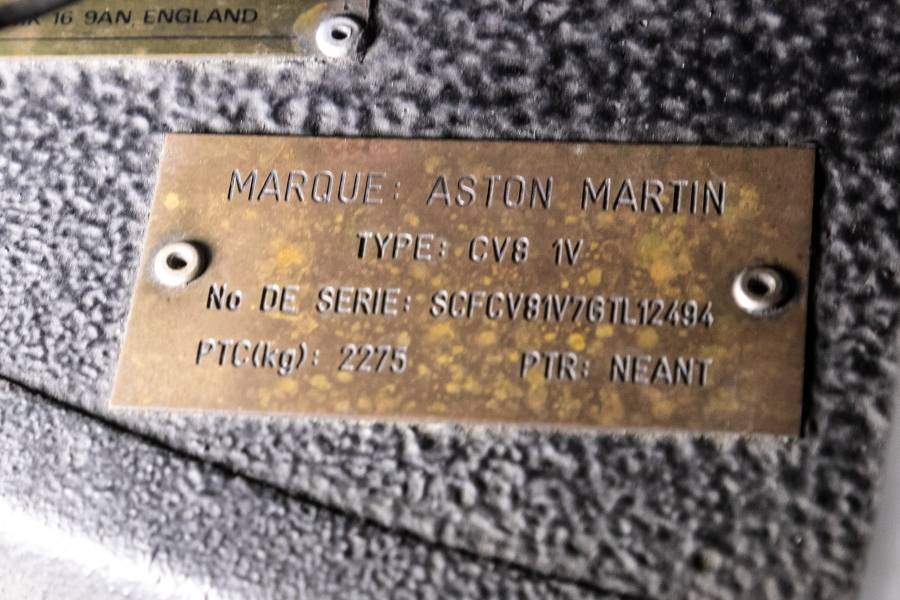 16 9AN, ENGLAND
MARQUE: ASTON MARTIN
TYPE: CV8 1V
No DE SERIE: SCFCV81V7GTL12494
PTC(kg): 2275 PTR: NEANT